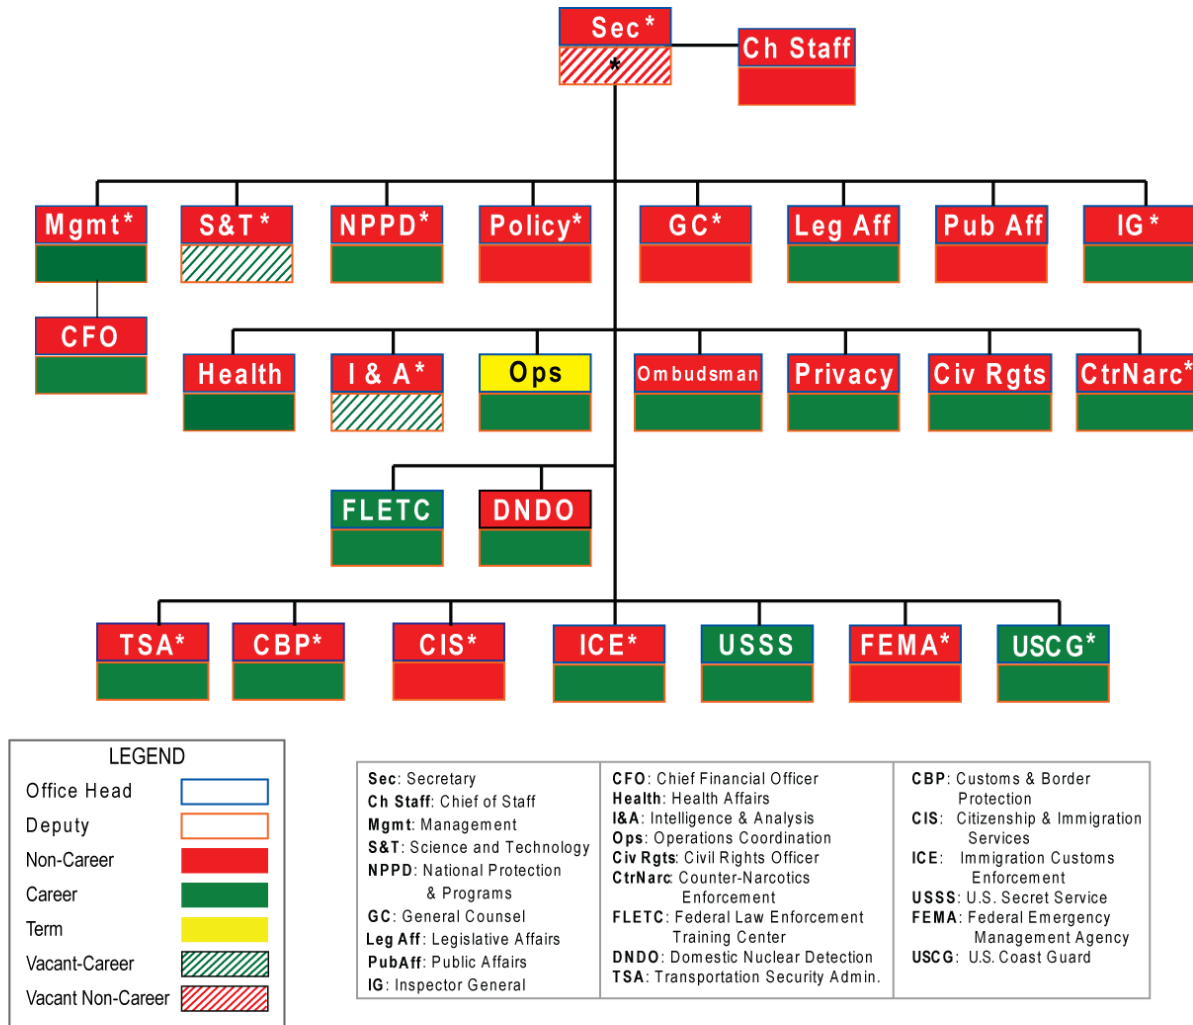 Sec*
*
Ch Staff
Mgmt*
S&T*
NPPD*
Policy*
GC*
Leg Aff
Pub Aff
IG*
CFO
Health
I & A*
Ops
Ombudsman
Privacy
Civ Rgts
CtrNarc*
FLETC
DNDO
TSA*
CBP*
CIS*
ICE*
USSS
FEMA*
USCG*
LEGEND
Office Head
Deputy
Non-Career
Career
Term
Vacant-Career
Vacant Non-Career
Sec: Secretary
Ch Staff: Chief of Staff
Mgmt: Management
S&T: Science and Technology
NPPD: National Protection
& Programs
GC: General Counsel
Leg Aff: Legislative Affairs
PubAff: Public Affairs
IG: Inspector General
CFO: Chief Financial Officer
Health: Health Affairs
I&A: Intelligence & Analysis
Ops: Operations Coordination
Civ Rgts: Civil Rights Officer
CtrNarc: Counter-Narcotics
Enforcement
FLETC: Federal Law Enforcement
Training Center
DNDO: Domestic Nuclear Detection
TSA: Transportation Security Admin.
CBP: Customs & Border
Protection
CIS: Citizenship & Immigration
Services
ICE: Immigration Customs
Enforcement
USSS: U.S. Secret Service
FEMA: Federal Emergency
Management Agency
USCG: U.S. Coast Guard